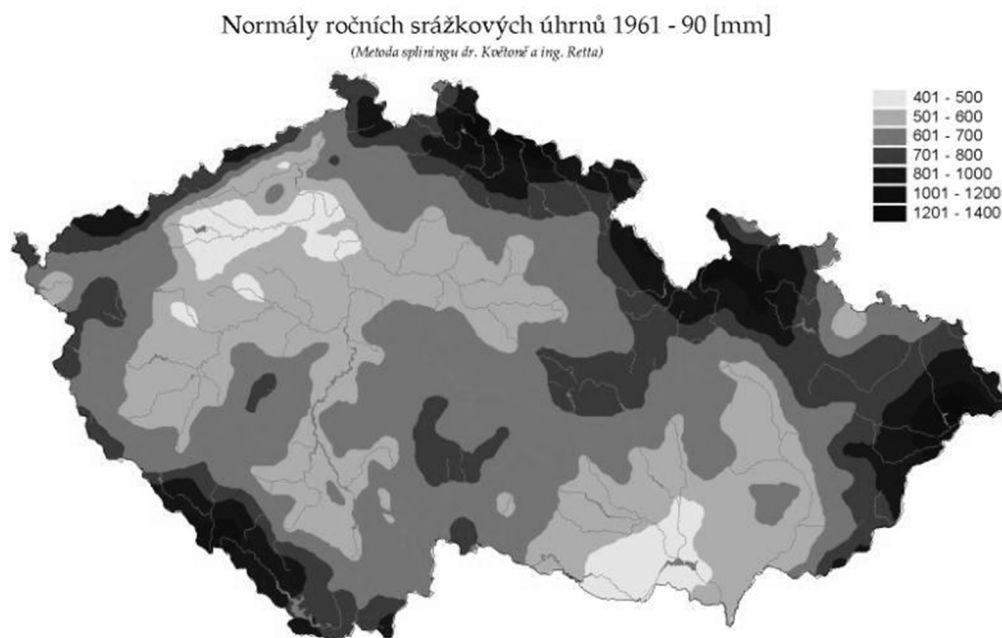 Normály ročních srážkových úhrnů 1961 - 90 [mm]
(Metoda spliningu dr. Květoně a ing. Retta)
401 - 500
501 - 600
601 - 700
701 - 800
801 - 1000
1001 - 1200
1201 - 1400